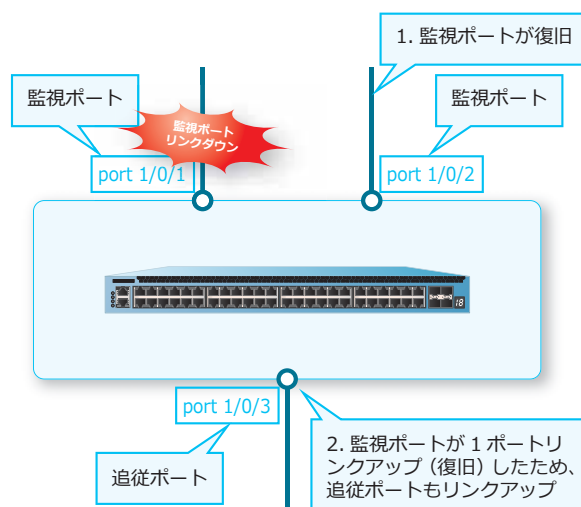 1. 監視ポートが復旧
監視ポート
監視ポート
監視ポート
リンクダウン
port 1/0/1
port 1/0/2
port 1/0/3
追従ポート
2. 監視ポートが 1 ポートリ
ンクアップ（復旧）したため、
追従ポートもリンクアップ